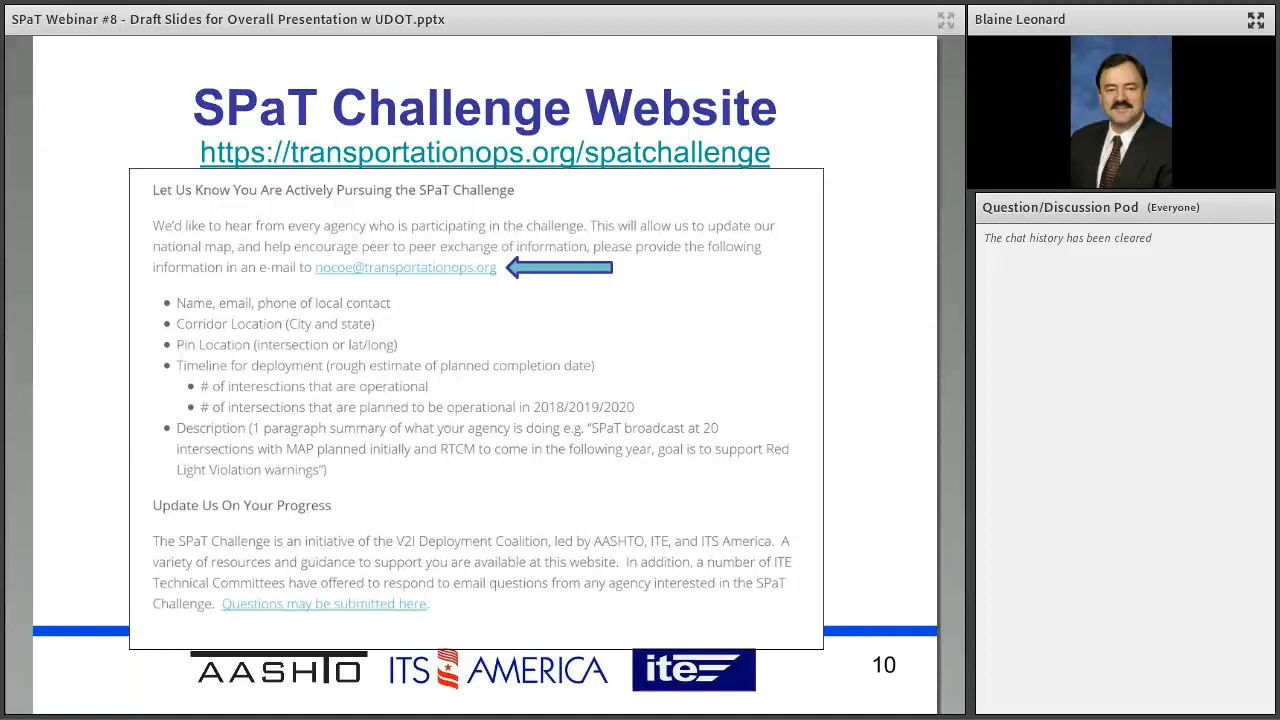 SPaT Webinar #8 - Draft Slides for Overall Presentation w UDOT.pptx
SPaT Challenge Website
https://transportationops.org/spatchallenge
Let Us Know You Are Actively Pursuing the SPaT Challenge
We'd like to hear from every agency who is participating in the challenge. This will allow us to update our
national map, and help encourage peer to peer exchange of information, please provide the following
information in an e-mail to nocoe@transportationops.org
• Name, email, phone of local contact
• Corridor Location (City and state)
• Pin Location (intersection or lat/long)
• Timeline for deployment (rough estimate of planned completion date)
• # of interesctions that are operational
• # of intersections that are planned to be operational in 2018/2019/2020
• Description (1 paragraph summary of what your agency is doing e.g. “SPaT broadcast at 20
intersections with MAP planned initially and RTCM to come in the following year, goal is to support Red
Light Violation warnings”)
Update Us On Your Progress
The SPaT Challenge is an initiative of the V2I Deployment Coalition, led by AASHTO, ITE, and ITS America. A
variety of resources and guidance to support you are available at this website. In addition, a number of ITE
Technical Committees have offered to respond to email questions from any agency interested in the SPaT
Challenge. Questions may be submitted here.
AASHTO ITS AMERICA ite 10
Blaine Leonard
Question/Discussion Pod (Everyone)
The chat history has been cleared